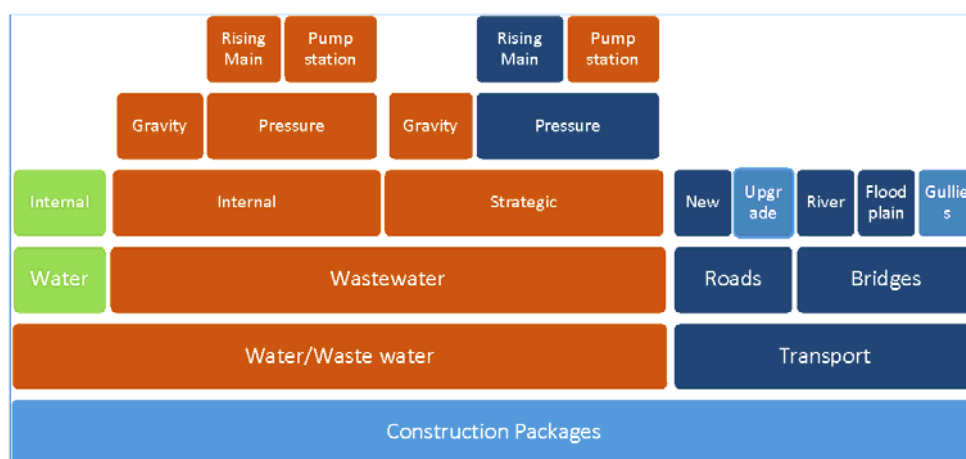 Rising
Main
Pump
station
Rising
Main
Pump
station
Gravity
Pressure
Gravity
Pressure
Internal
Internal
Strategic
New
Upgr
ade
River
Flood
plain
Gullie
s
Water
Wastewater
Roads
Bridges
Water/Waste water
Transport
Construction Packages